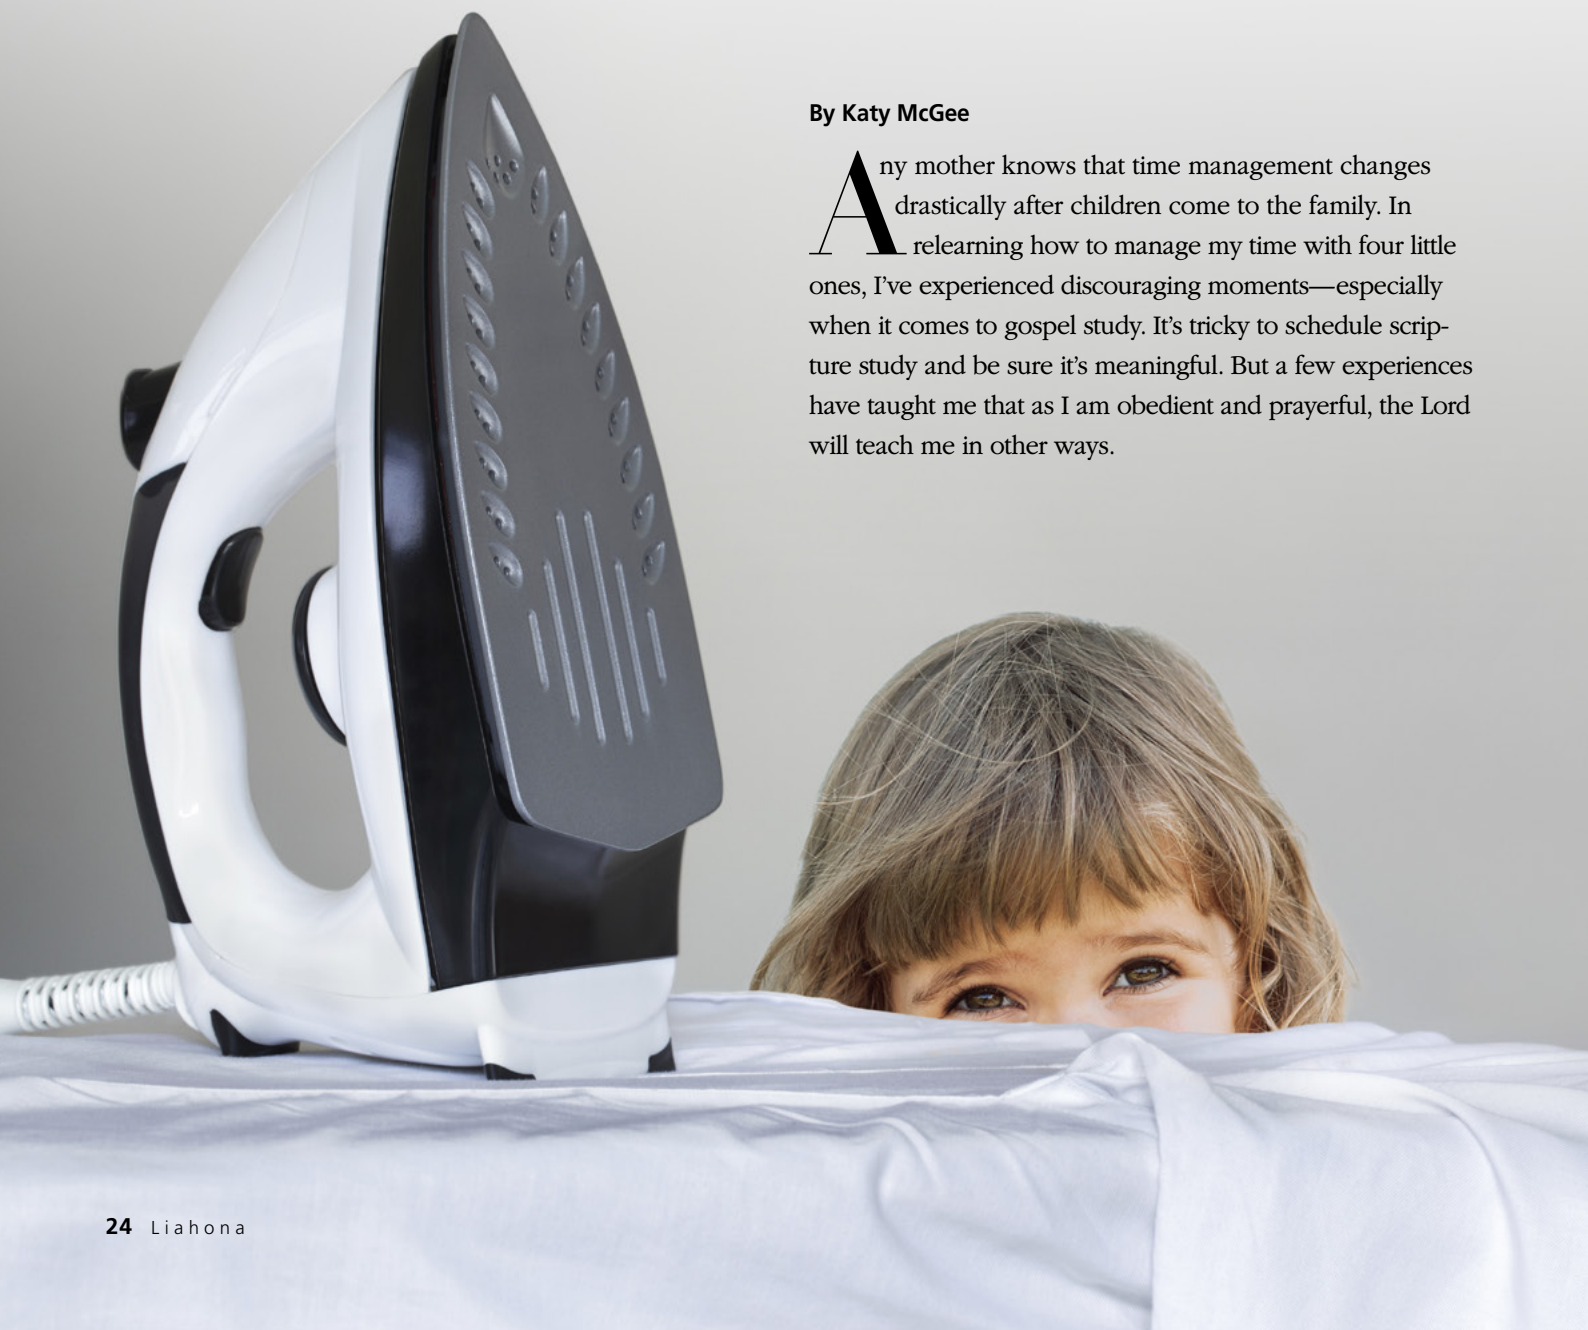 By Katy McGee
Any mother knows that time management changes
drastically after children come to the family. In
relearning how to manage my time with four little
ones, I’ve experienced discouraging moments—especially
when it comes to gospel study. It’s tricky to schedule scrip-
ture study and be sure it’s meaningful. But a few experiences
have taught me that as I am obedient and prayerful, the Lord
will teach me in other ways.
24 Liahona